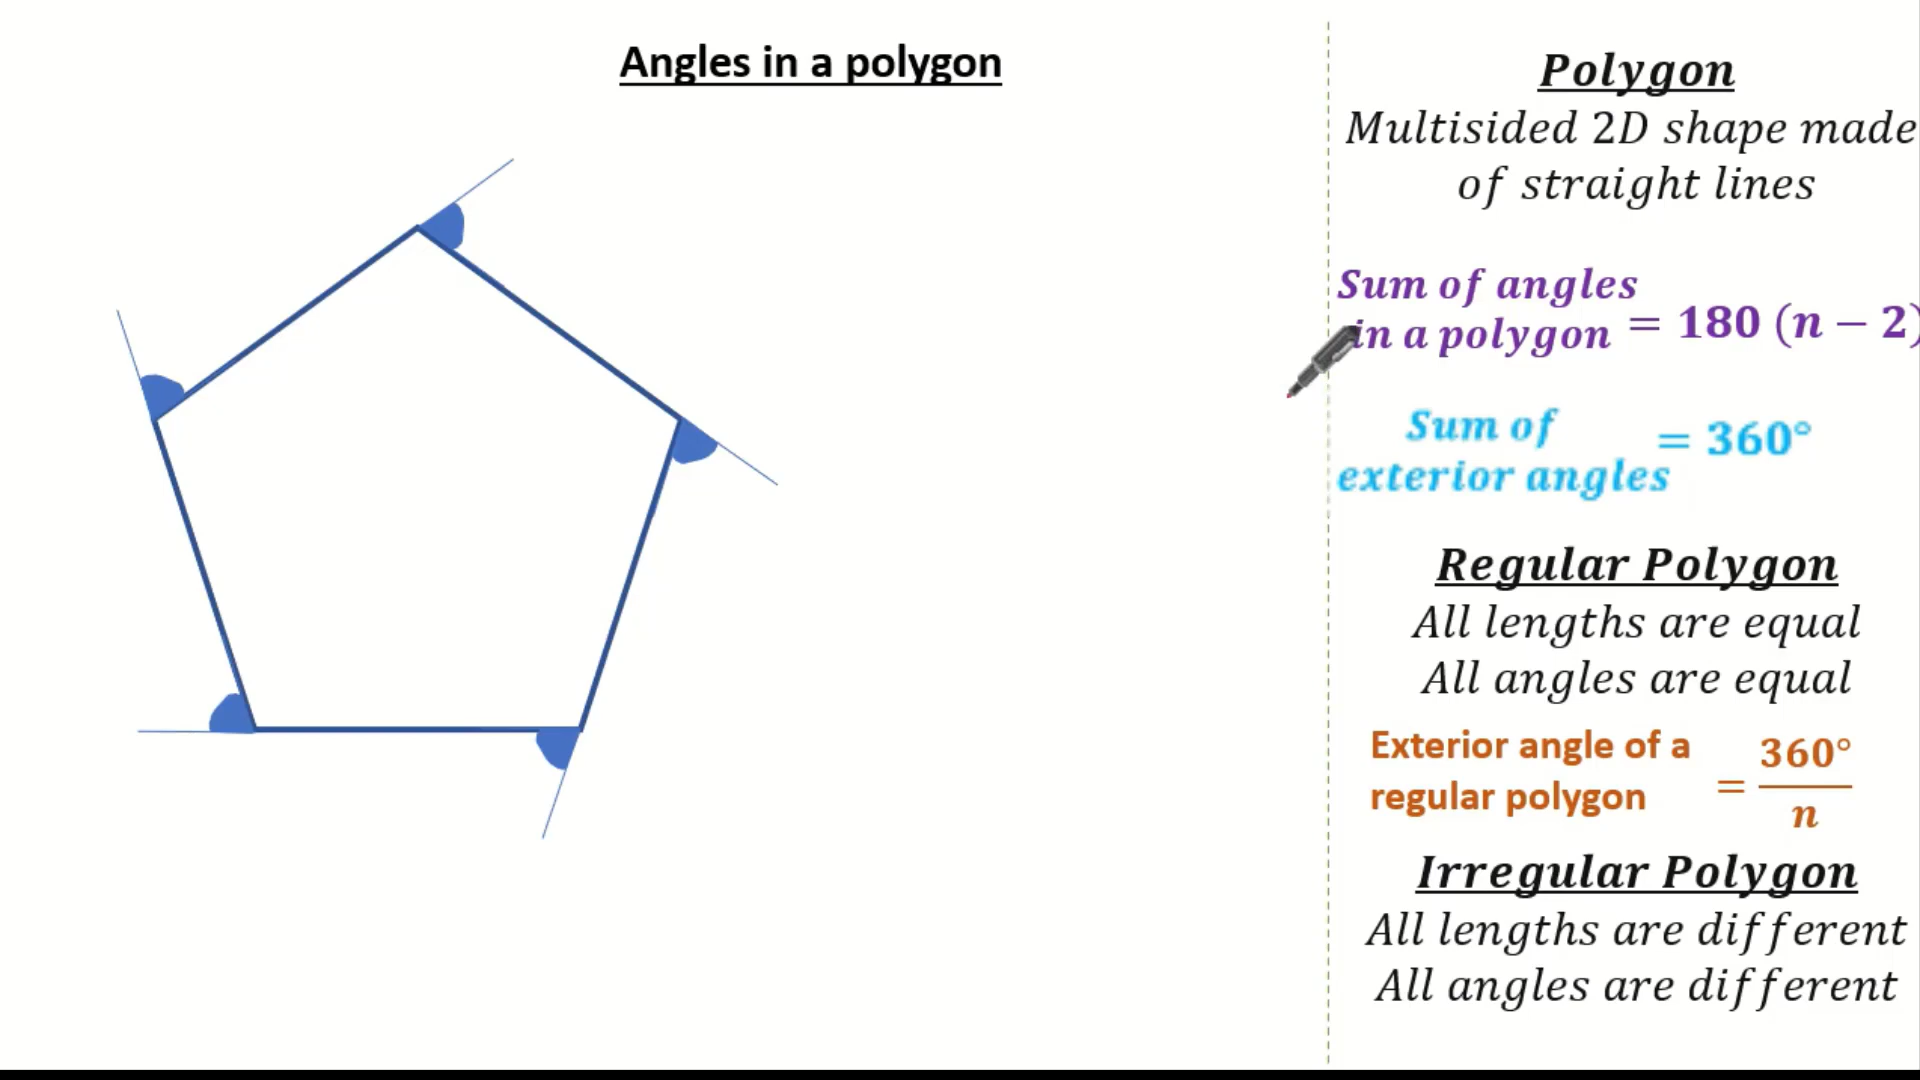 Angles in a polygon
Polygon
Multisided 2D shape made
of straight lines
Sum of angles
in a polygon = 180 (n − 2)
Sum of
exterior angles = 360°
Regular Polygon
All lengths are equal
All angles are equal
Exterior angle of a
regular polygon = 360°/n
Irregular Polygon
All lengths are different
All angles are different